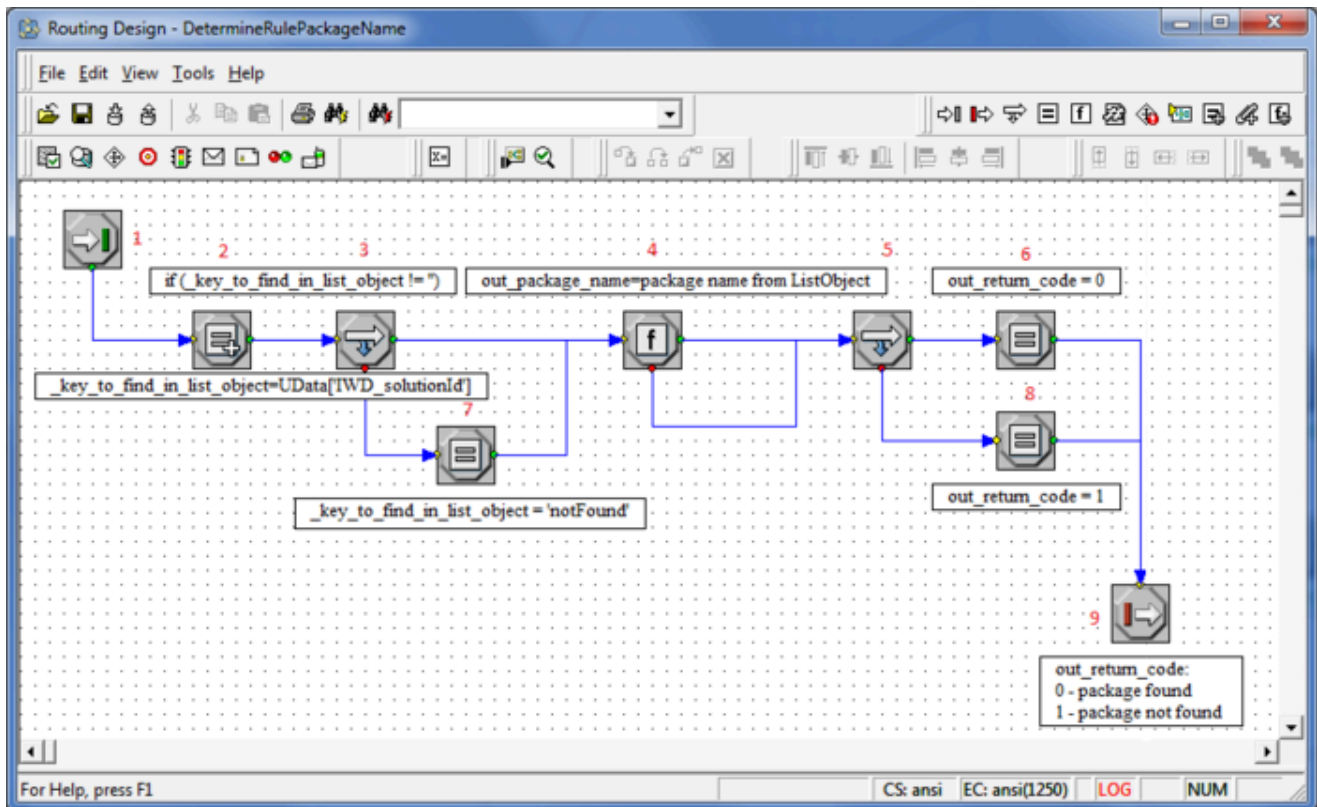 Routing Design - DetermineRulePackageName
File Edit View Tools Help
1
2
3
4
5
6
if (_key_to_find_in_list_object != '')
out_package_name=package name from ListObject
out_return_code = 0
f
_key_to_find_in_list_object=UData['IWD_solutionId']
7
8
_key_to_find_in_list_object = 'notFound'
out_return_code = 1
9
out_return_code:
0 - package found
1 - package not found
For Help, press F1
CS: ansi
EC: ansi(1250)
LOG
NUM